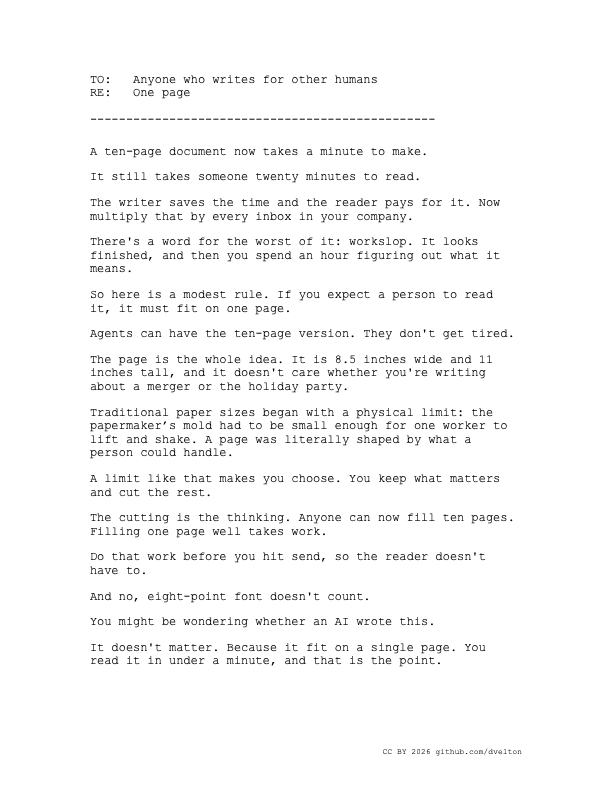 TO:   Anyone who writes for other humans
RE:   One page
------------------------------------------------
A ten-page document now takes a minute to make.
It still takes someone twenty minutes to read.
The writer saves the time and the reader pays for it. Now
multiply that by every inbox in your company.
There's a word for the worst of it: workslop. It looks
finished, and then you spend an hour figuring out what it
means.
So here is a modest rule. If you expect a person to read
it, it must fit on one page.
Agents can have the ten-page version. They don't get tired.
The page is the whole idea. It is 8.5 inches wide and 11
inches tall, and it doesn't care whether you're writing
about a merger or the holiday party.
Traditional paper sizes began with a physical limit: the
papermaker’s mold had to be small enough for one worker to
lift and shake. A page was literally shaped by what a
person could handle.
A limit like that makes you choose. You keep what matters
and cut the rest.
The cutting is the thinking. Anyone can now fill ten pages.
Filling one page well takes work.
Do that work before you hit send, so the reader doesn't
have to.
And no, eight-point font doesn't count.
You might be wondering whether an AI wrote this.
It doesn't matter. Because it fit on a single page. You
read it in under a minute, and that is the point.
CC BY 2026 github.com/dvelton